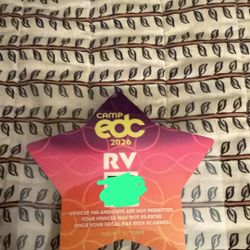 CAMP
edc
2026
RV
VEHICLE INS-AND-OUTS ARE NOT PERMITTED.
YOUR VEHICLE MAY NOT RE-ENTER
ONCE YOUR DECAL HAS BEEN SCANNED.